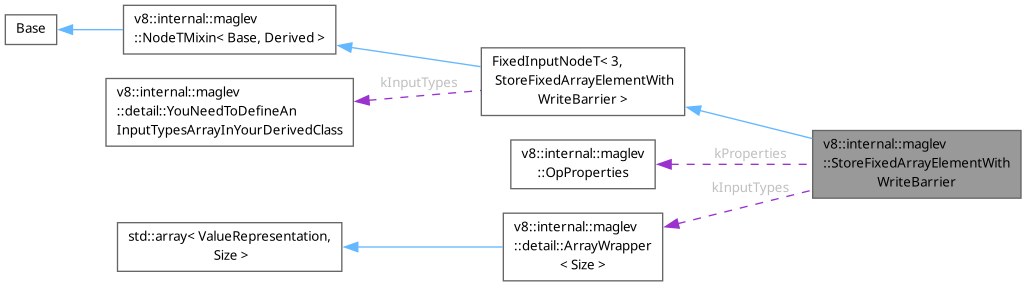 Base
v8::internal::maglev
::NodeTMixin< Base, Derived >
v8::internal::maglev
::detail::YouNeedToDefineAn
InputTypesArrayInYourDerivedClass
kInputTypes
FixedInputNodeT< 3,
StoreFixedArrayElementWith
WriteBarrier >
v8::internal::maglev
::OpProperties
kProperties
kInputTypes
std::array< ValueRepresentation,
Size >
v8::internal::maglev
::detail::ArrayWrapper
< Size >
v8::internal::maglev
::StoreFixedArrayElementWith
WriteBarrier